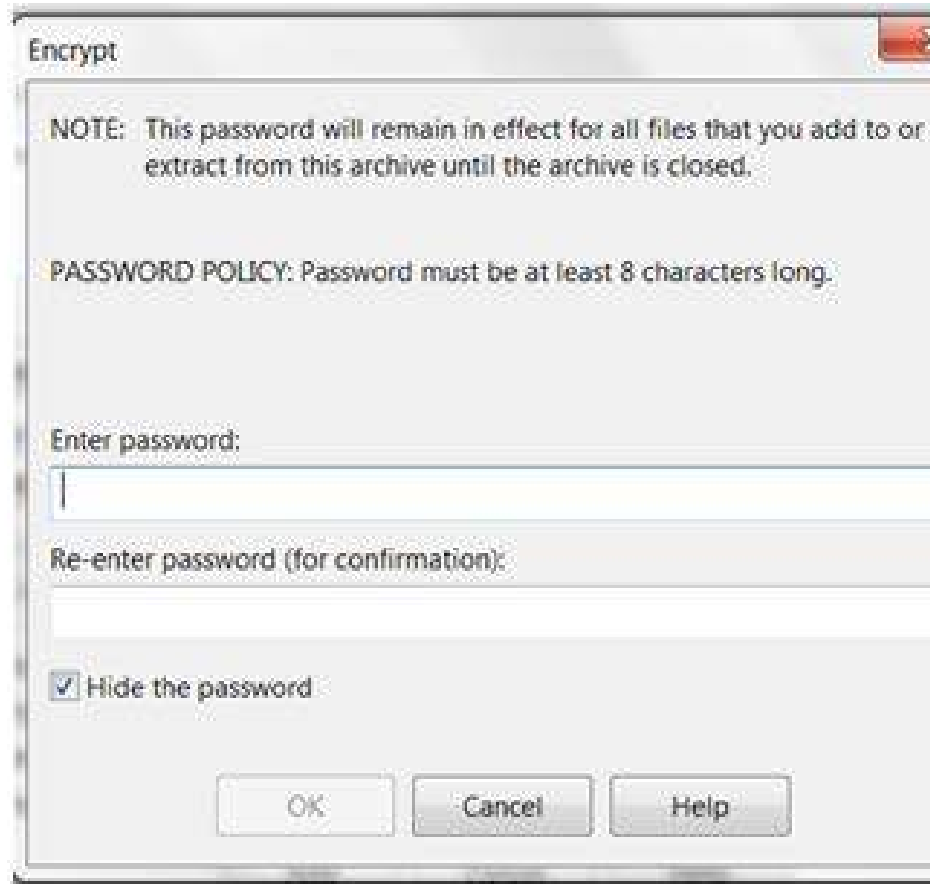 Encrypt
NOTE: This password will remain in effect for all files that you add to or
extract from this archive until the archive is closed.
PASSWORD POLICY: Password must be at least 8 characters long.
Enter password:
Re-enter password (for confirmation):
Hide the password
OK Cancel Help